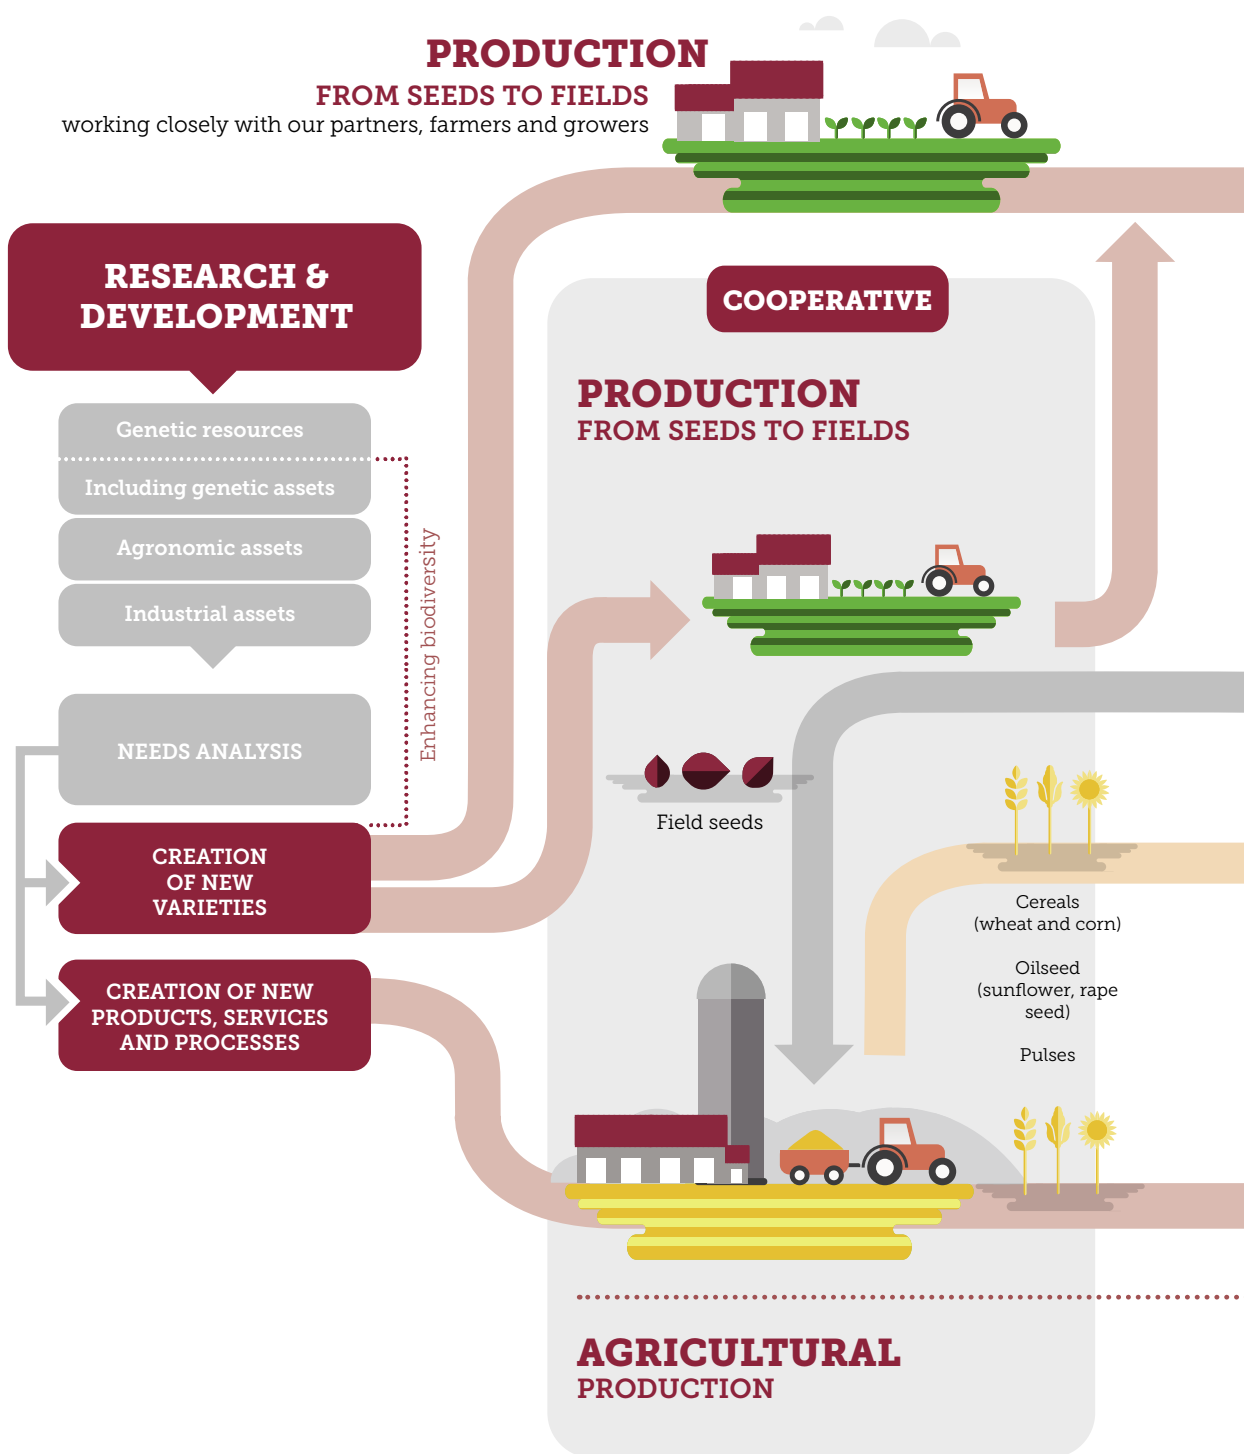 PRODUCTION
FROM SEEDS TO FIELDS
working closely with our partners, farmers and growers
RESEARCH &
DEVELOPMENT
Genetic resources
Including genetic assets
Agronomic assets
Industrial assets
Enhancing biodiversity
NEEDS ANALYSIS
CREATION
OF NEW
VARIETIES
CREATION OF NEW
PRODUCTS, SERVICES
AND PROCESSES
COOPERATIVE
PRODUCTION
FROM SEEDS TO FIELDS
Field seeds
Cereals
(wheat and corn)
Oilseed
(sunflower, rape
seed)
Pulses
AGRICULTURAL
PRODUCTION